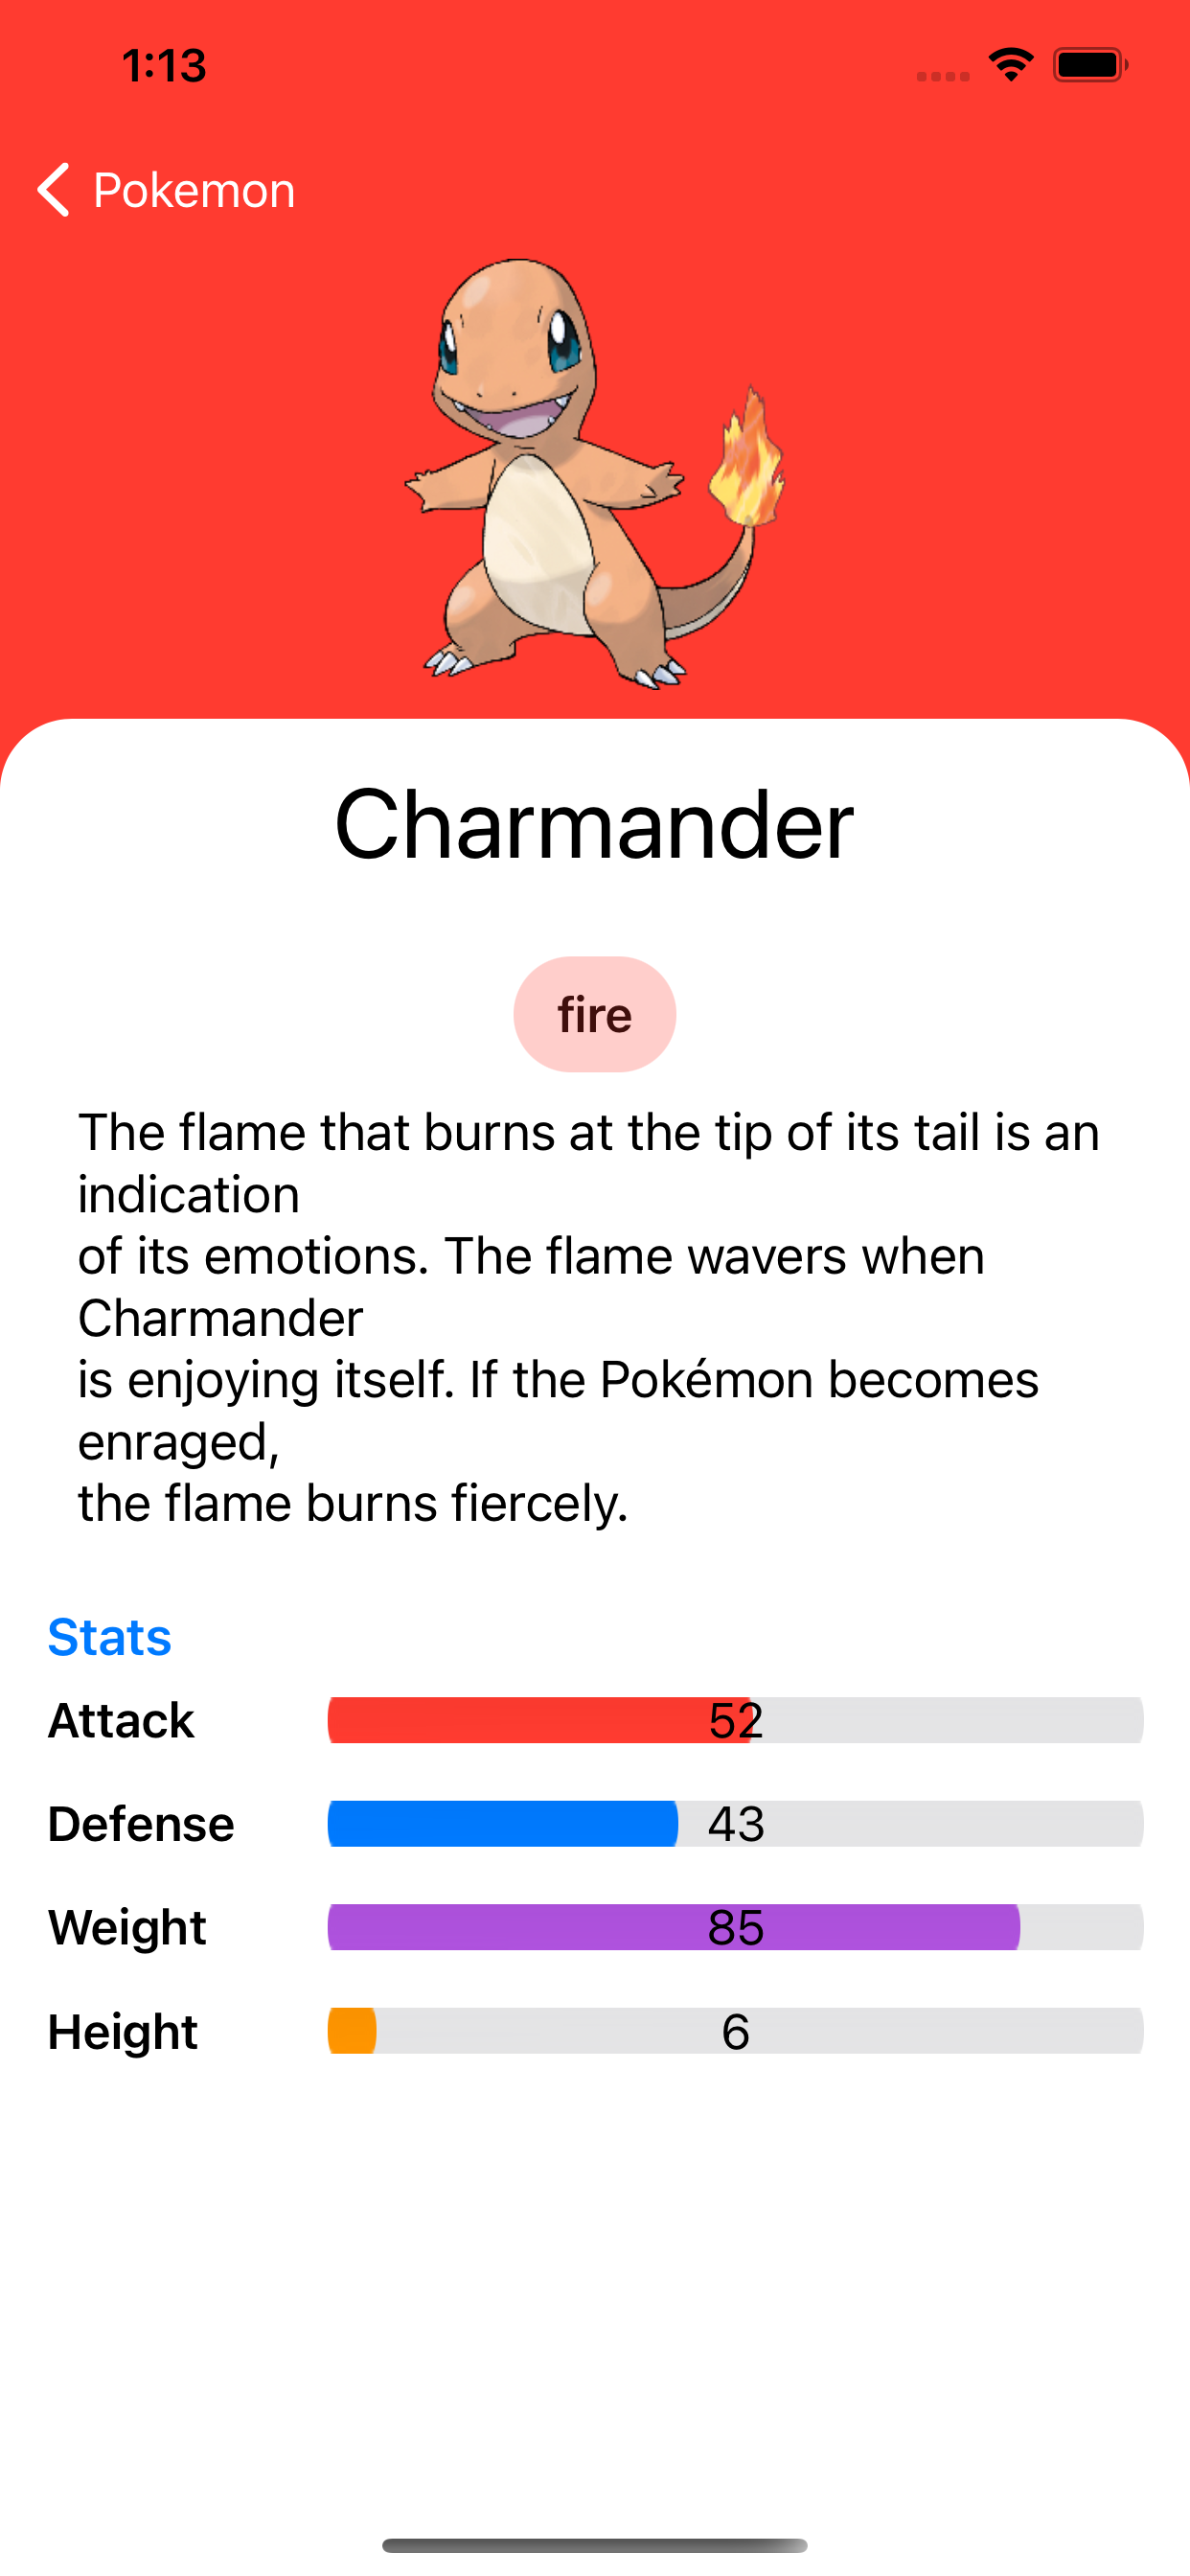 1:13
Pokemon
Charmander
fire
The flame that burns at the tip of its tail is an
indication
of its emotions. The flame wavers when
Charmander
is enjoying itself. If the Pokémon becomes
enraged,
the flame burns fiercely.
Stats
Attack 52
Defense 43
Weight 85
Height 6